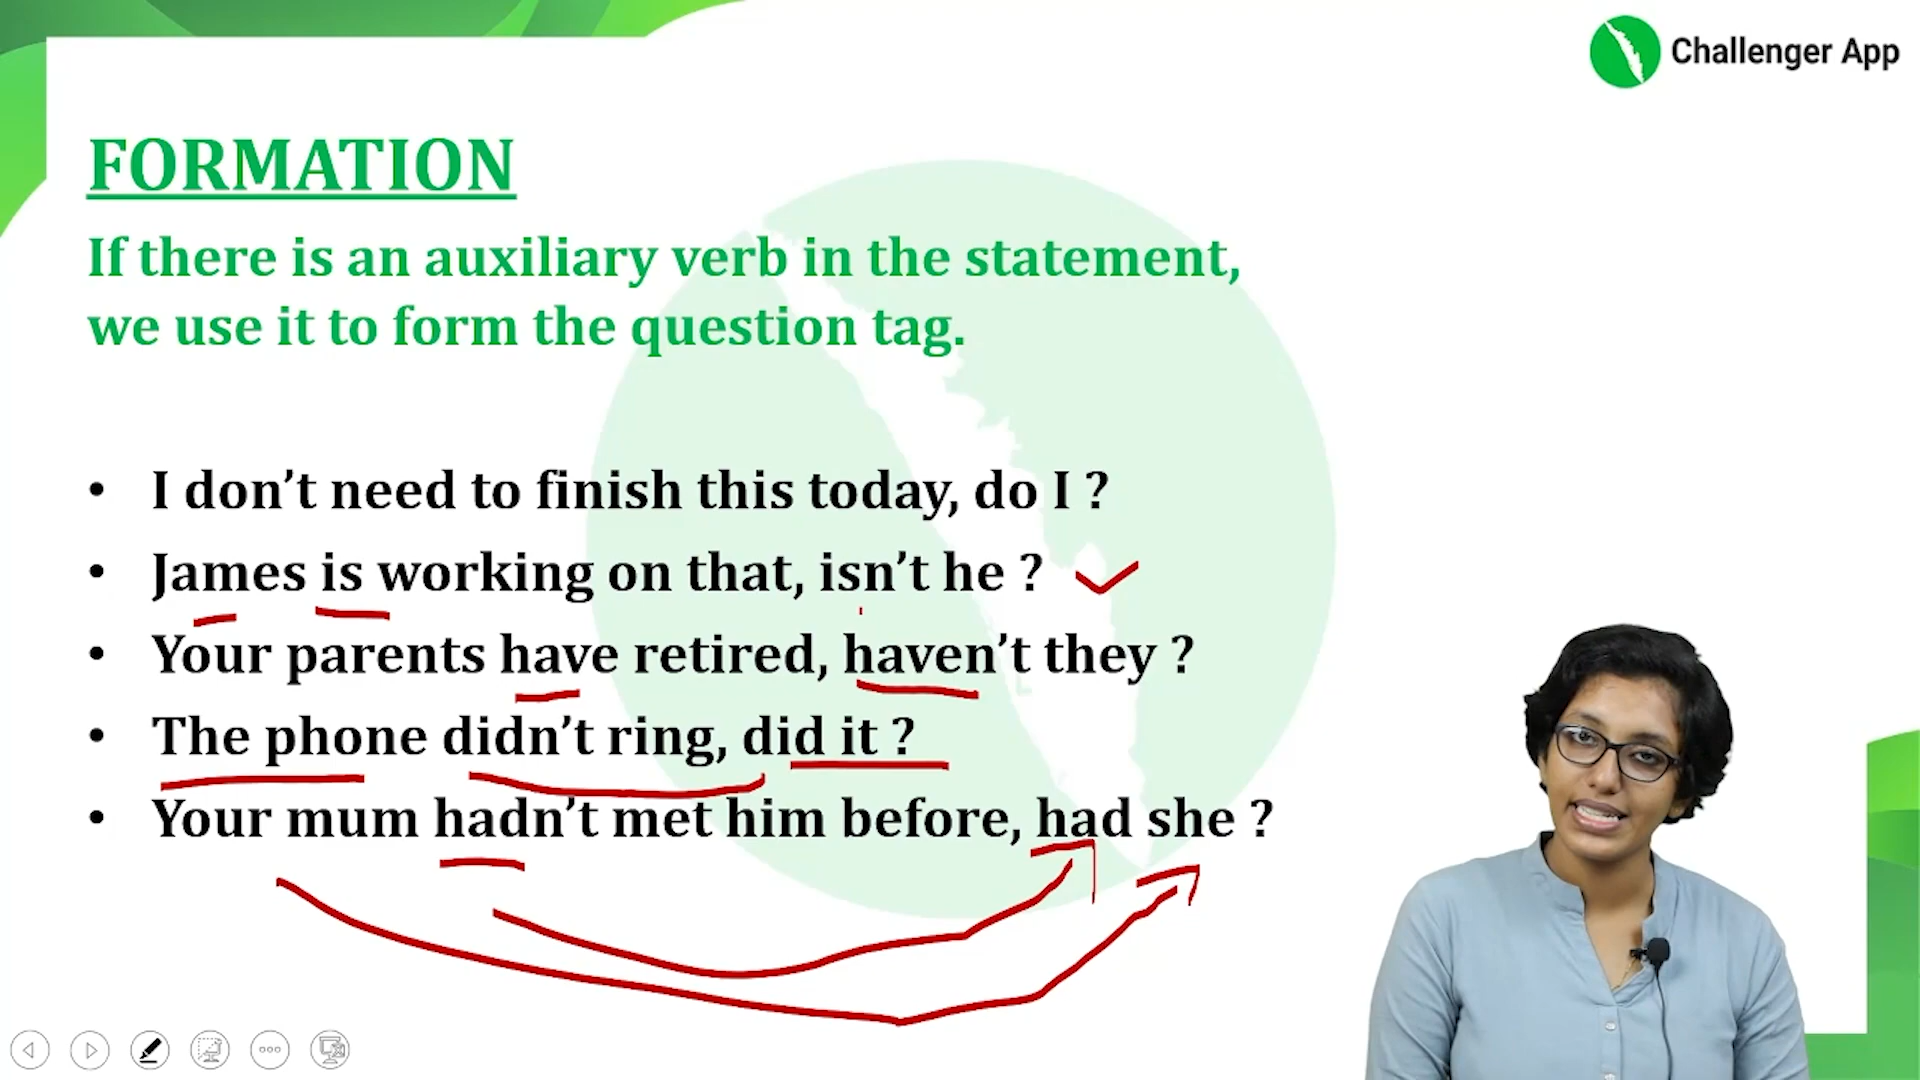 Challenger App
FORMATION
If there is an auxiliary verb in the statement,
we use it to form the question tag.
• I don’t need to finish this today, do I ?
• James is working on that, isn’t he ?
• Your parents have retired, haven’t they ?
• The phone didn’t ring, did it ?
• Your mum hadn’t met him before, had she ?